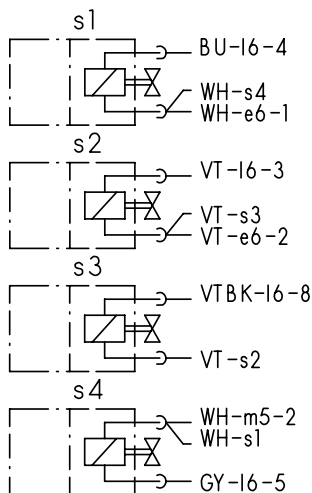 s1
BU-I6-4
WH-s4
WH-e6-1
s2
VT-I6-3
VT-s3
VT-e6-2
s3
VTBK-I6-8
VT-s2
s4
WH-m5-2
WH-s1
GY-I6-5